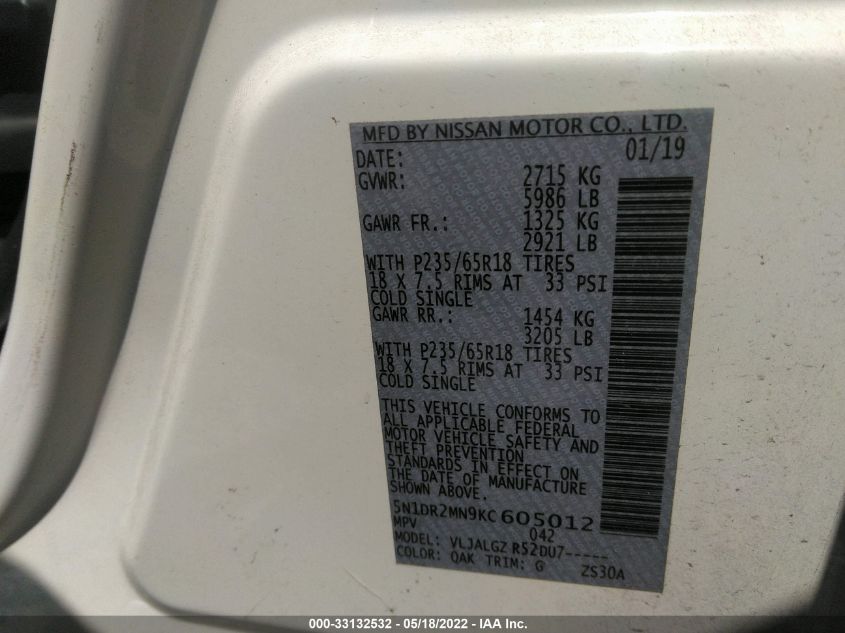 MFD BY NISSAN MOTOR CO., LTD.
DATE: 01/19
GVWR: 2715 KG
5986 LB
GAWR FR.: 1325 KG
2921 LB
WITH P235/65R18 TIRES
18 X 7.5 RIMS AT 33 PSI
COLD SINGLE
GAWR RR.: 1454 KG
3205 LB
WITH P235/65R18 TIRES
18 X 7.5 RIMS AT 33 PSI
COLD SINGLE
THIS VEHICLE CONFORMS TO
ALL APPLICABLE FEDERAL
MOTOR VEHICLE SAFETY AND
THEFT PREVENTION
STANDARDS IN EFFECT ON
THE DATE OF MANUFACTURE
SHOWN ABOVE.
5N1DR2MN9KC605012
MPV 042
MODEL: VLJALGZ R52DU7-----
COLOR: QAK TRIM: G ZS30A
000-33132532 - 05/18/2022 - IAA Inc.